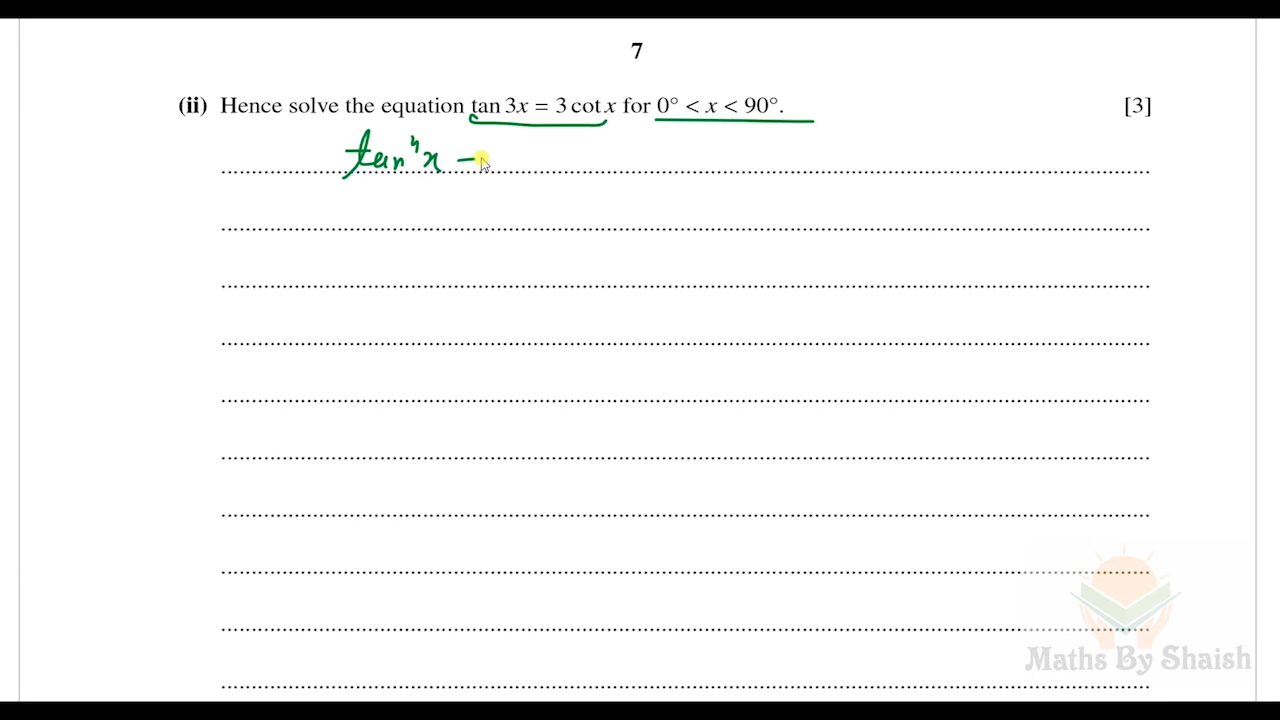 7
(ii) Hence solve the equation tan 3x = 3 cot x for 0° < x < 90°. [3]
tan⁴x −
Maths By Shaish